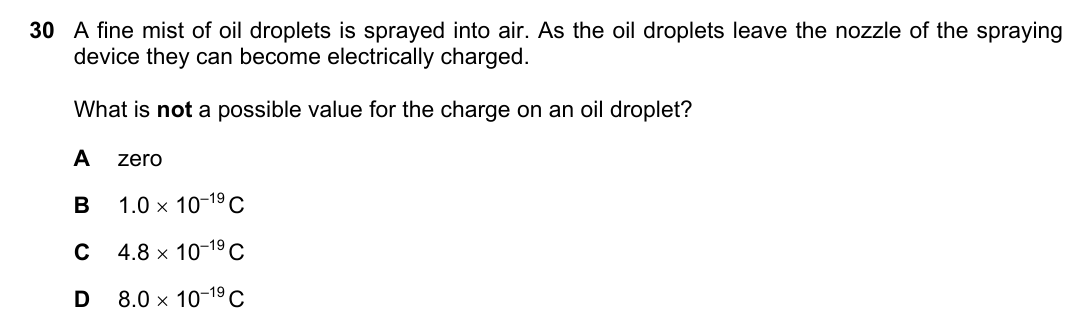 30 A fine mist of oil droplets is sprayed into air. As the oil droplets leave the nozzle of the spraying
device they can become electrically charged.
What is not a possible value for the charge on an oil droplet?
A zero
B 1.0 × 10⁻¹⁹ C
C 4.8 × 10⁻¹⁹ C
D 8.0 × 10⁻¹⁹ C